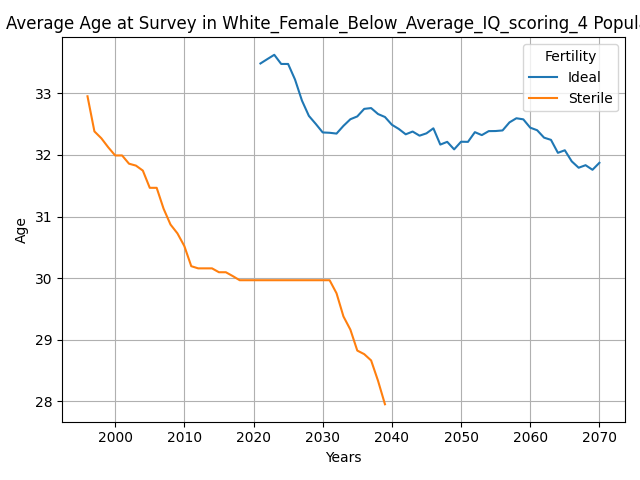 Average Age at Survey in White_Female_Below_Average_IQ_scoring_4 Popul
Fertility
Ideal
Sterile
33
32
31
30
29
28
Age
2000 2010 2020 2030 2040 2050 2060 2070
Years